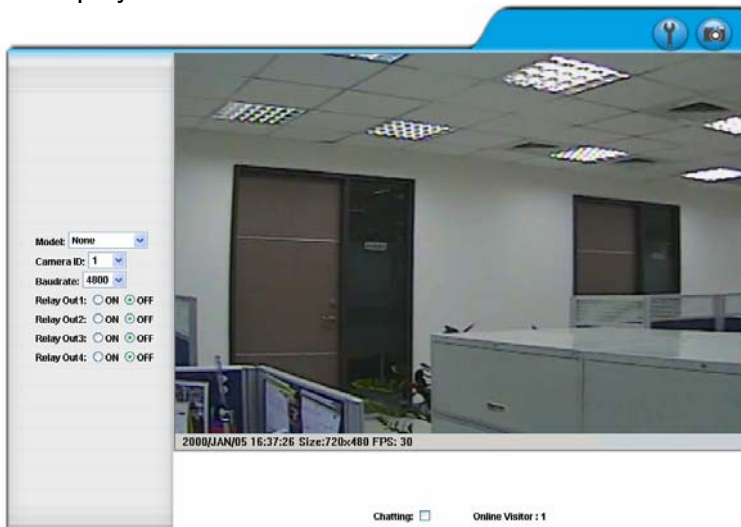 Model: None
Camera ID: 1
Baudrate: 4800
Relay Out1: ON OFF
Relay Out2: ON OFF
Relay Out3: ON OFF
Relay Out4: ON OFF
2000/JAN/05 16:37:26 Size:720x480 FPS: 30
Chatting: Online Visitor : 1